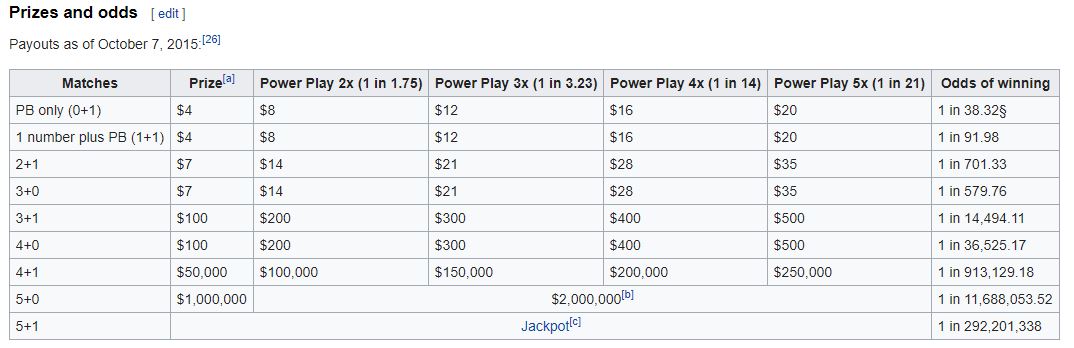 Prizes and odds [ edit ]
Payouts as of October 7, 2015:[26]
Matches Prize[a] Power Play 2x (1 in 1.75) Power Play 3x (1 in 3.23) Power Play 4x (1 in 14) Power Play 5x (1 in 21) Odds of winning
PB only (0+1) $4 $8 $12 $16 $20 1 in 38.32§
1 number plus PB (1+1) $4 $8 $12 $16 $20 1 in 91.98
2+1 $7 $14 $21 $28 $35 1 in 701.33
3+0 $7 $14 $21 $28 $35 1 in 579.76
3+1 $100 $200 $300 $400 $500 1 in 14,494.11
4+0 $100 $200 $300 $400 $500 1 in 36,525.17
4+1 $50,000 $100,000 $150,000 $200,000 $250,000 1 in 913,129.18
5+0 $1,000,000 $2,000,000[b] 1 in 11,688,053.52
5+1 Jackpot[c] 1 in 292,201,338